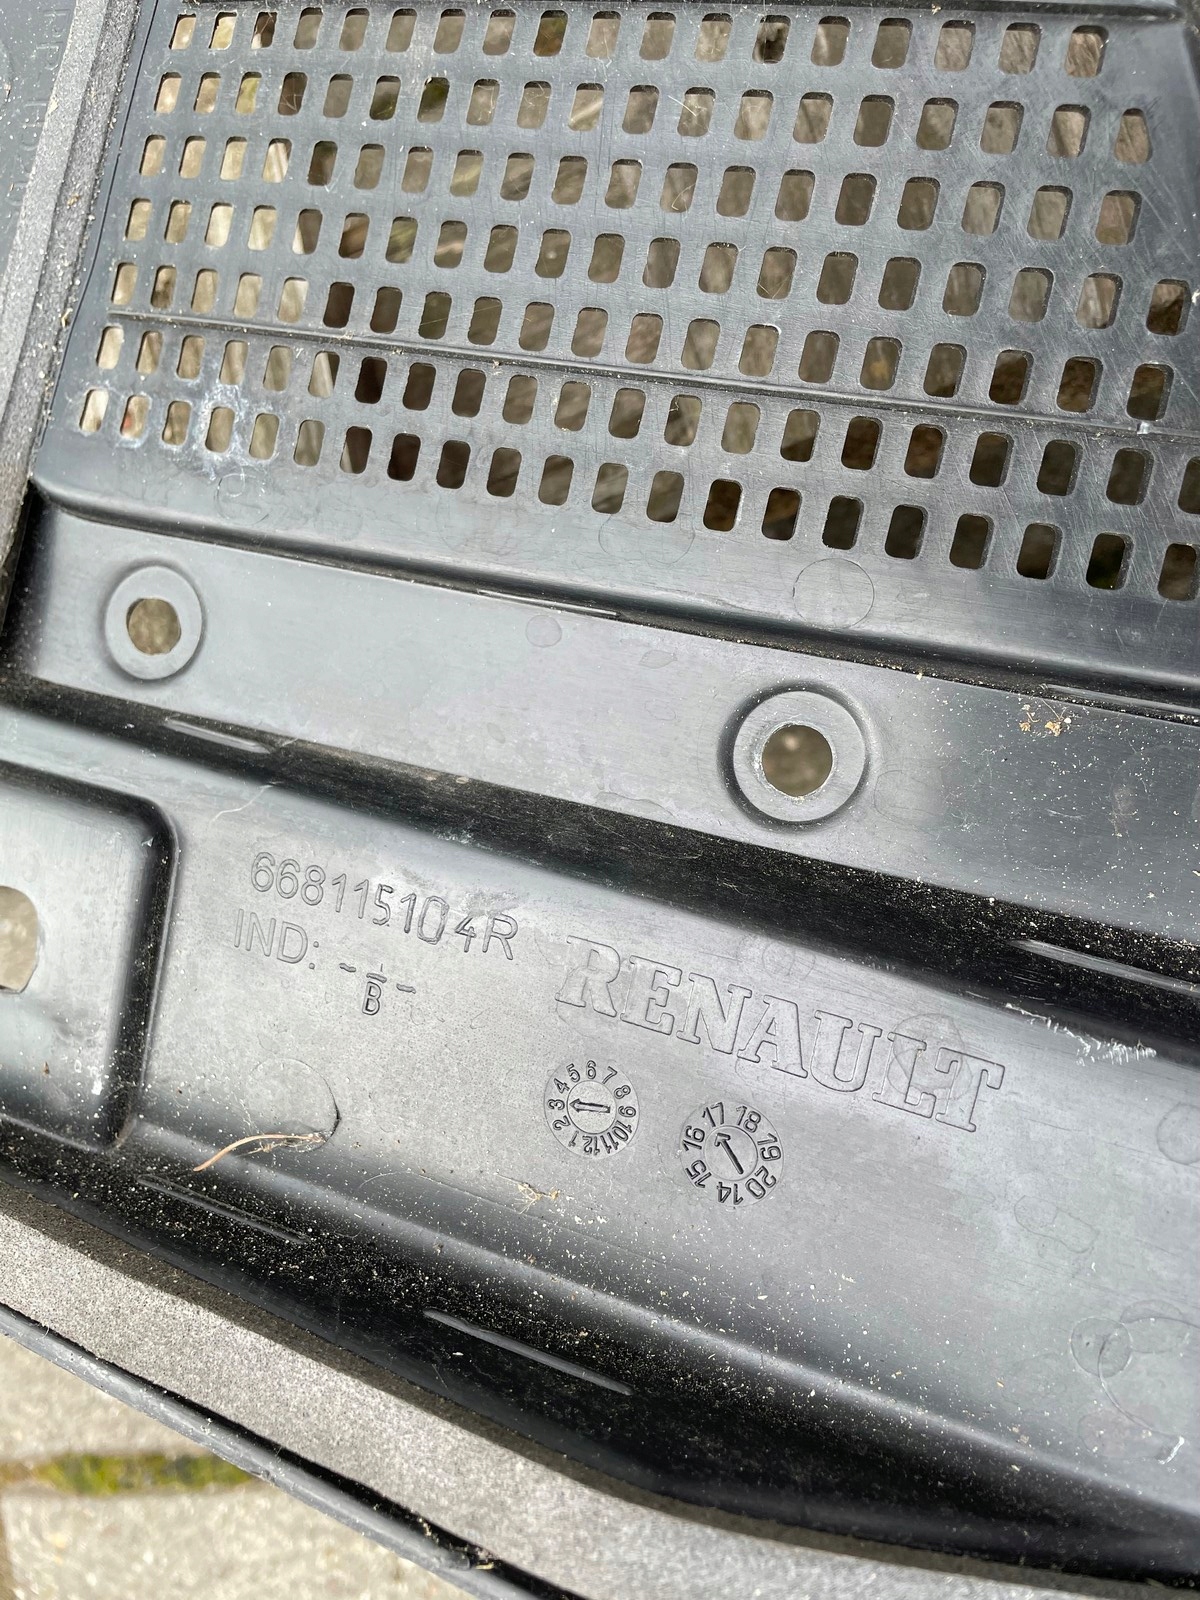 668115104R
IND: -
B -
RENAULT
1 2 3 4 5 6 7 8 9 10 11 12
14 15 16 17 18 19 20